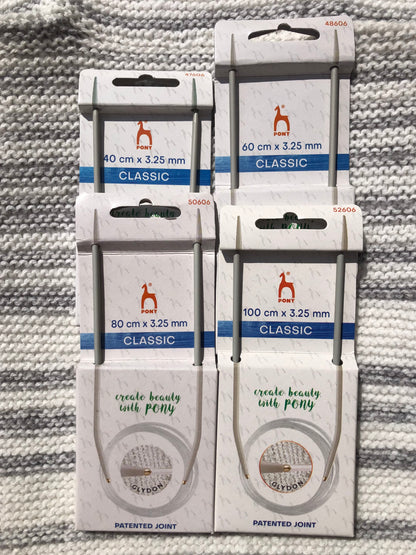 47606
PONY
40 cm x 3.25 mm
CLASSIC
48606
PONY
60 cm x 3.25 mm
CLASSIC
50606
create beauty
PONY
80 cm x 3.25 mm
CLASSIC
create beauty
with PONY
GLYDON
PATENTED JOINT
52606
PONY
100 cm x 3.25 mm
CLASSIC
create beauty
with PONY
GLYDON
PATENTED JOINT